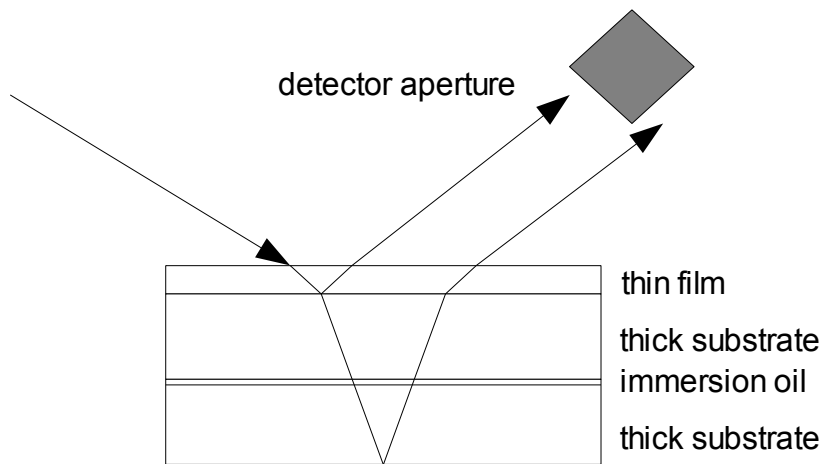 detector aperture
thin film
thick substrate
immersion oil
thick substrate